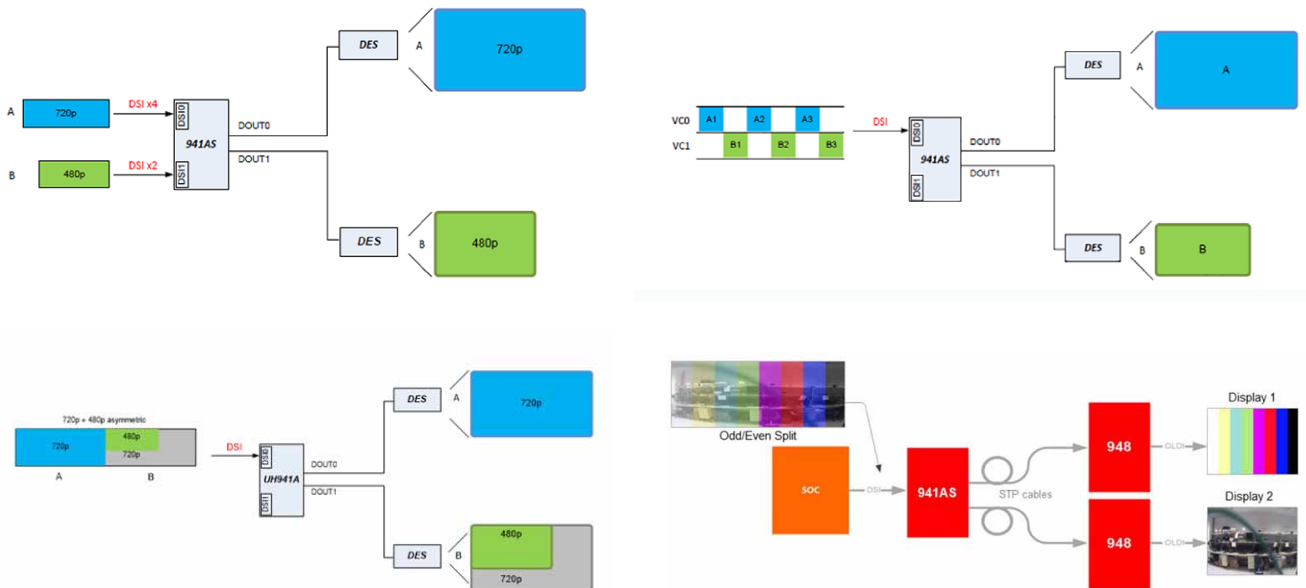 DES
A
720p
A
720p
DSI x4
DSI0
DOUT0
941AS
DOUT1
B
480p
DSI x2
DSI1
DES
B
480p
DES
A
A
VC0
A1
A2
A3
DSI
DSI0
DOUT0
VC1
B1
B2
B3
941AS
DOUT1
DSI1
DES
B
B
DES
A
720p
720p + 480p asymmetric
720p
480p
720p
A
B
DSI
DSI0
DOUT0
UH941A
DOUT1
DSI1
DES
B
480p
720p
Odd/Even Split
SOC
DSI
941AS
STP cables
948
OLDI
Display 1
948
OLDI
Display 2